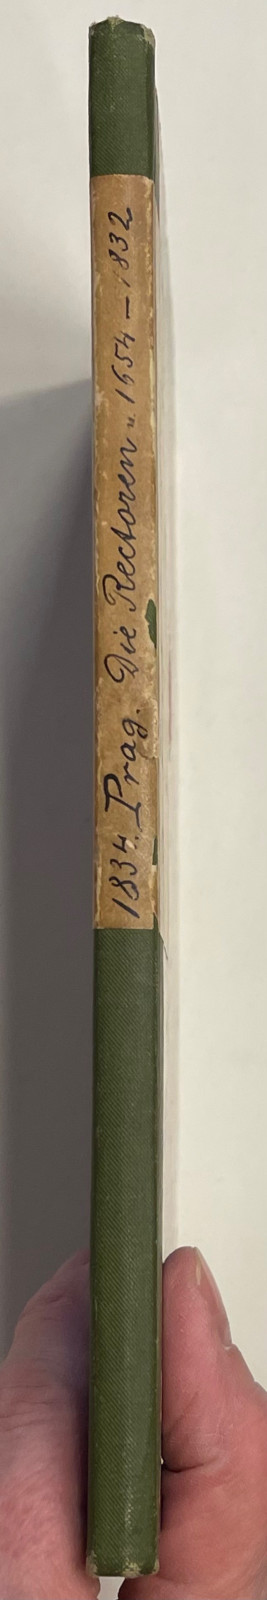 1834. Prag. Die Rectoren u. 1654 – 1832